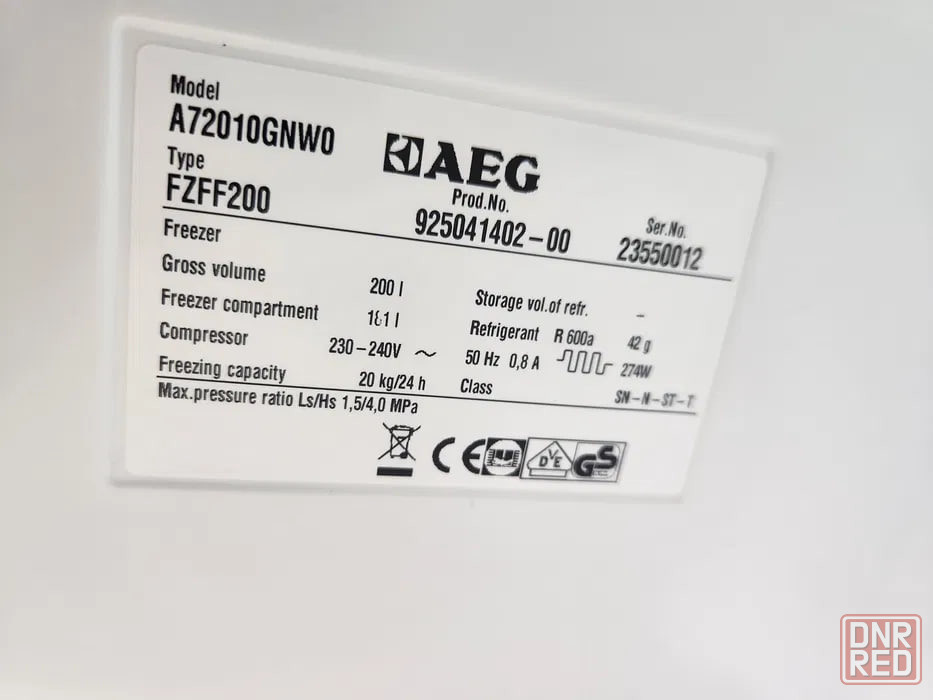 Model
A72010GNW0
Type
FZFF200
AEG
Prod.No.
925041402-00
Ser.No.
23550012
Freezer
Gross volume 200 l Storage vol.of refr. -
Freezer compartment 181 l Refrigerant R 600a 42 g
Compressor 230-240V ~ 50 Hz 0,8 A 274W
Freezing capacity 20 kg/24 h Class SN-N-ST-T
Max.pressure ratio Ls/Hs 1,5/4,0 MPa
CE DVE GS
DNR
RED